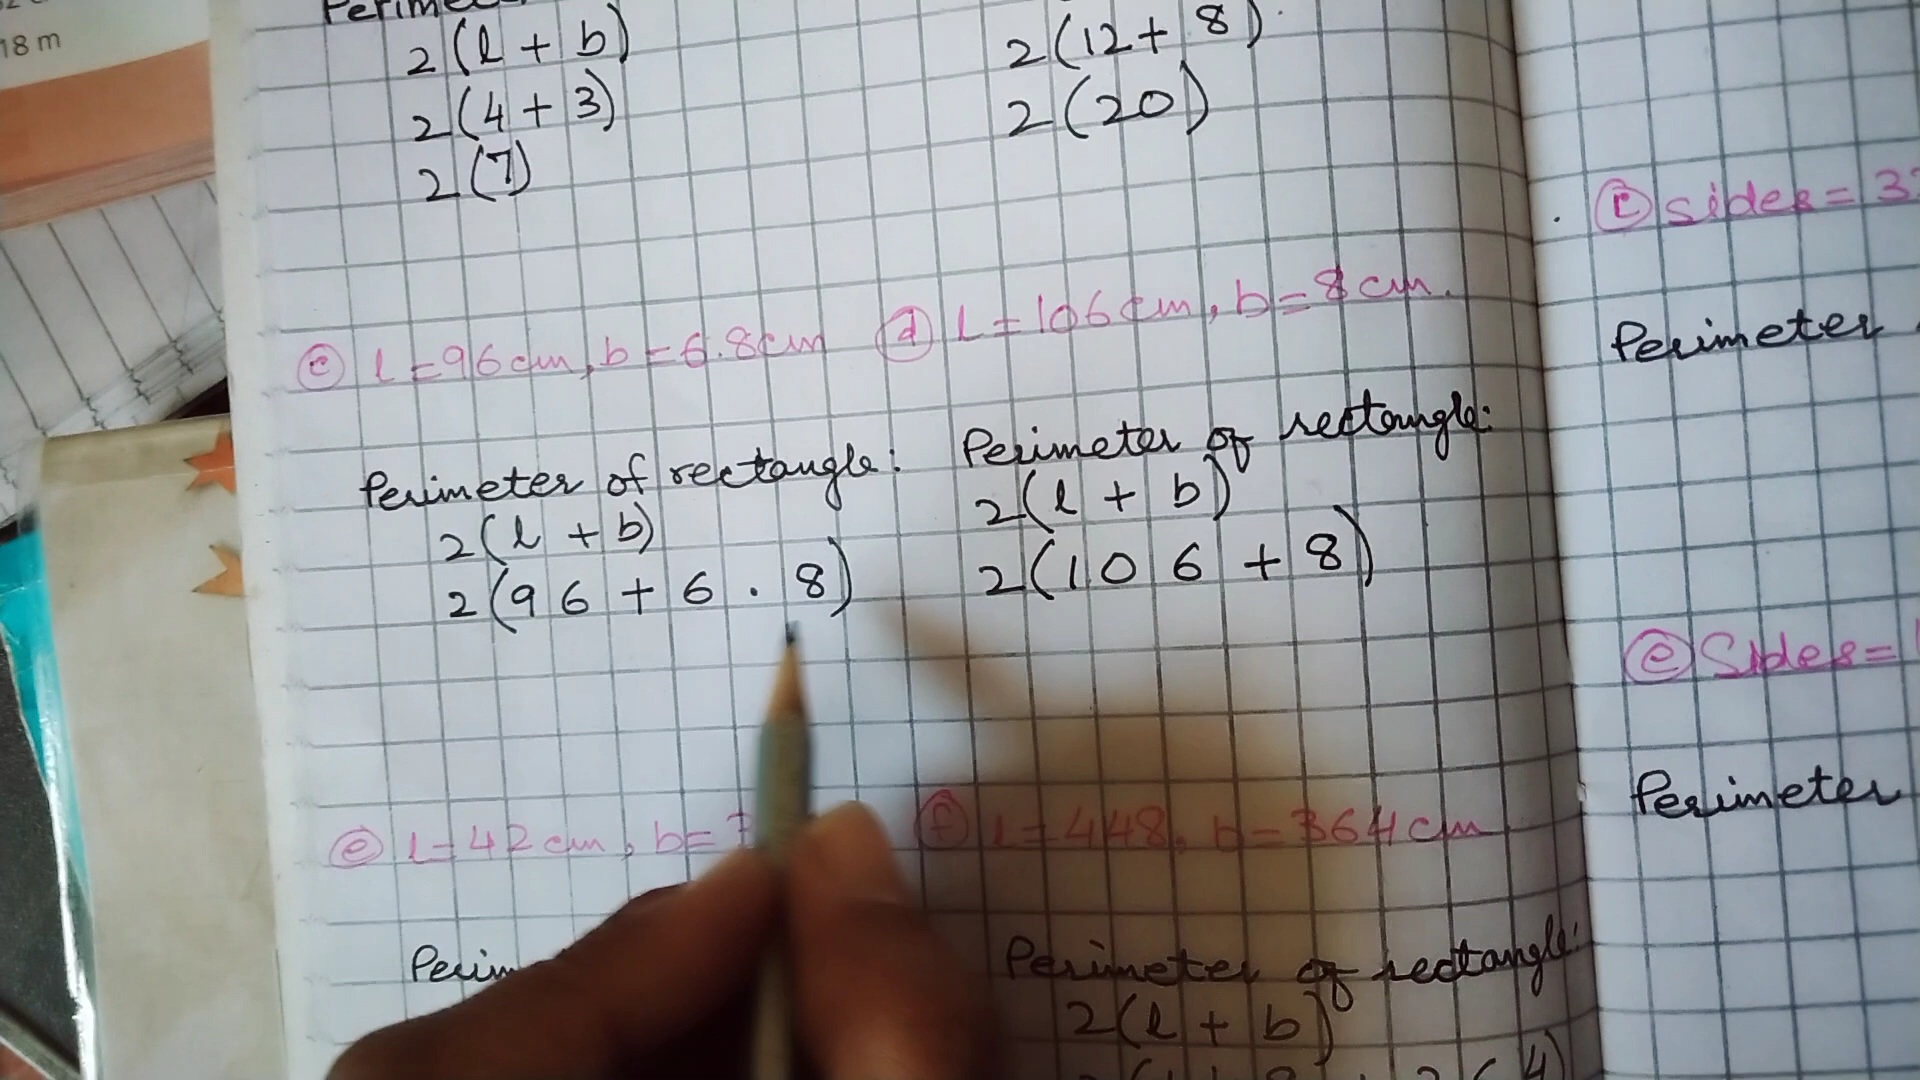 18 m
2(l + b)
2(4 + 3)
2(7)
2(12 + 8)
2(20)
c l = 96 cm, b = 6.8 cm
Perimeter of rectangle:
2(l + b)
2(96 + 6.8)
d L = 106 cm, b = 8 cm.
Perimeter of rectangle:
2(l + b)
2(106 + 8)
e l = 42 cm, b =
f l = 448, b = 364 cm
Perimeter of rectangle:
2(l + b)
c sides = 3
Perimeter
e Sides =
Perimeter